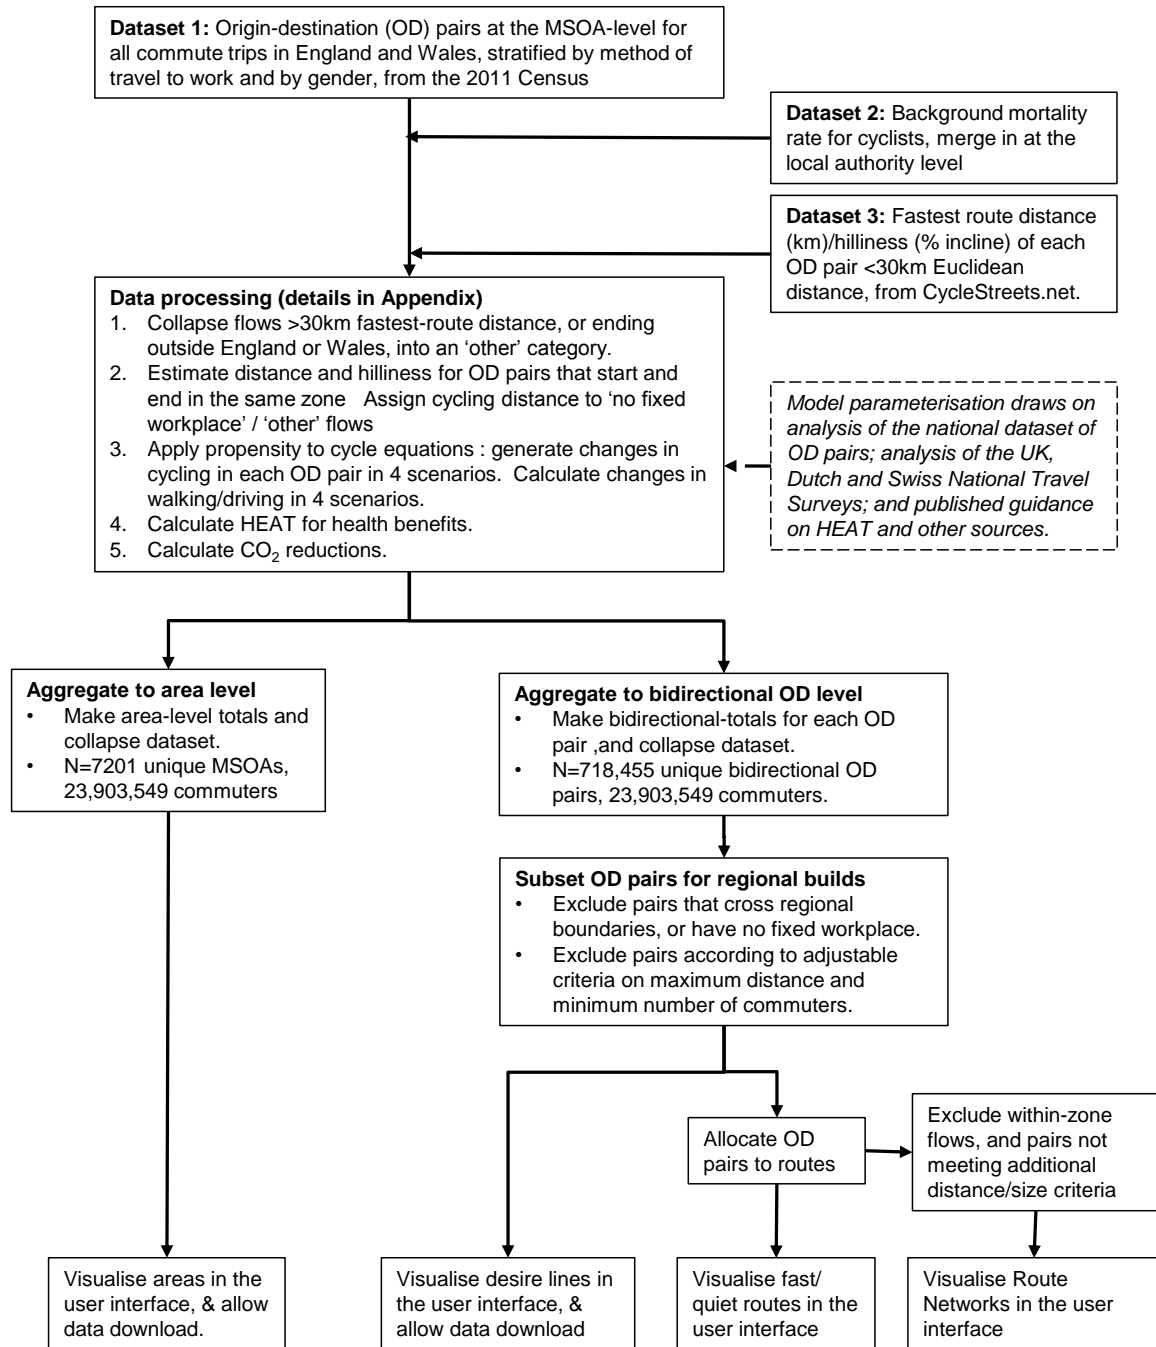 Dataset 1: Origin-destination (OD) pairs at the MSOA-level for
all commute trips in England and Wales, stratified by method of
travel to work and by gender, from the 2011 Census
Dataset 2: Background mortality
rate for cyclists, merge in at the
local authority level
Dataset 3: Fastest route distance
(km)/hilliness (% incline) of each
OD pair <30km Euclidean
distance, from CycleStreets.net.
Data processing (details in Appendix)
1. Collapse flows >30km fastest-route distance, or ending
outside England or Wales, into an ‘other’ category.
2. Estimate distance and hilliness for OD pairs that start and
end in the same zone Assign cycling distance to ‘no fixed
workplace’ / ‘other’ flows
3. Apply propensity to cycle equations : generate changes in
cycling in each OD pair in 4 scenarios. Calculate changes in
walking/driving in 4 scenarios.
4. Calculate HEAT for health benefits.
5. Calculate CO2 reductions.
Model parameterisation draws on
analysis of the national dataset of
OD pairs; analysis of the UK,
Dutch and Swiss National Travel
Surveys; and published guidance
on HEAT and other sources.
Aggregate to area level
• Make area-level totals and
collapse dataset.
• N=7201 unique MSOAs,
23,903,549 commuters
Aggregate to bidirectional OD level
• Make bidirectional-totals for each OD
pair ,and collapse dataset.
• N=718,455 unique bidirectional OD
pairs, 23,903,549 commuters.
Subset OD pairs for regional builds
• Exclude pairs that cross regional
boundaries, or have no fixed workplace.
• Exclude pairs according to adjustable
criteria on maximum distance and
minimum number of commuters.
Allocate OD
pairs to routes
Exclude within-zone
flows, and pairs not
meeting additional
distance/size criteria
Visualise areas in the
user interface, & allow
data download.
Visualise desire lines in
the user interface, &
allow data download
Visualise fast/
quiet routes in the
user interface
Visualise Route
Networks in the user
interface